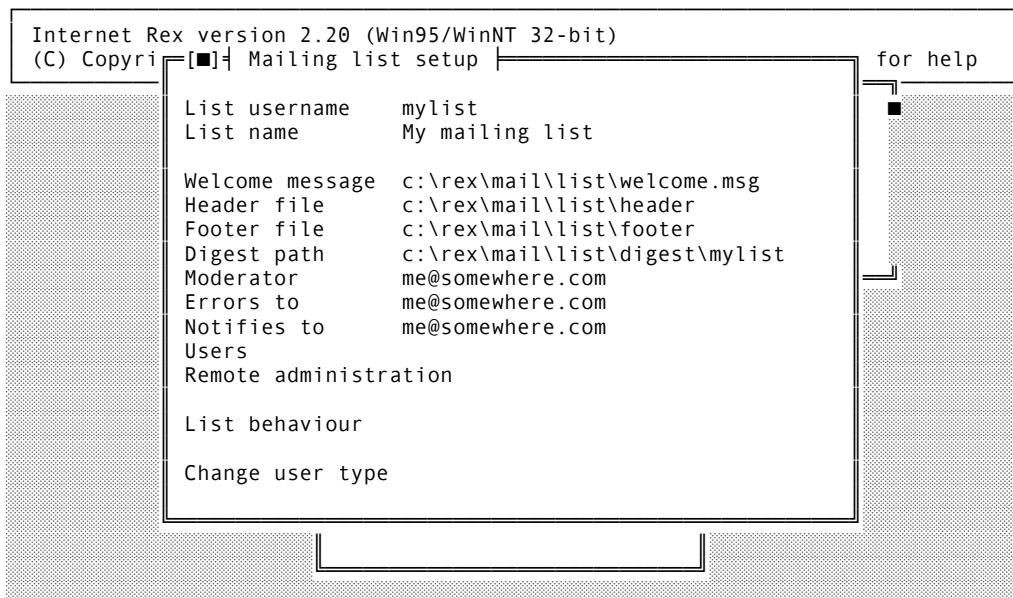 Internet Rex version 2.20 (Win95/WinNT 32-bit)
(C) Copyri [■] Mailing list setup for help
List username mylist
List name My mailing list
Welcome message c:\rex\mail\list\welcome.msg
Header file c:\rex\mail\list\header
Footer file c:\rex\mail\list\footer
Digest path c:\rex\mail\list\digest\mylist
Moderator me@somewhere.com
Errors to me@somewhere.com
Notifies to me@somewhere.com
Users
Remote administration
List behaviour
Change user type